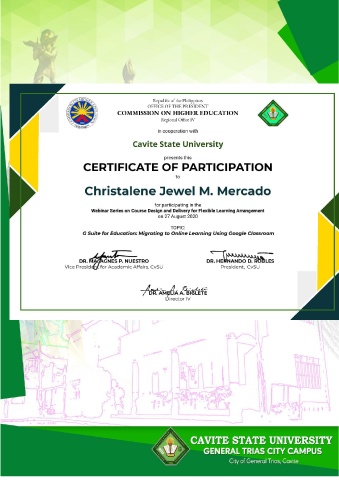 Republic of the Philippines
OFFICE OF THE PRESIDENT
COMMISSION ON HIGHER EDUCATION
Regional Office IV
in cooperation with
Cavite State University
presents this
CERTIFICATE OF PARTICIPATION
to
Christalene Jewel M. Mercado
for participating in the
Webinar Series on Course Design and Delivery for Flexible Learning Arrangement
on 27 August 2020
TOPIC:
G Suite for Education: Migrating to Online Learning Using Google Classroom
DR. MA. AGNES P. NUESTRO
Vice President for Academic Affairs, CvSU
DR. HERNANDO D. ROBLES
President, CvSU
DR. AMELIA A. BIGLETE
Director IV
CAVITE STATE UNIVERSITY
GENERAL TRIAS CITY CAMPUS
City of General Trias, Cavite